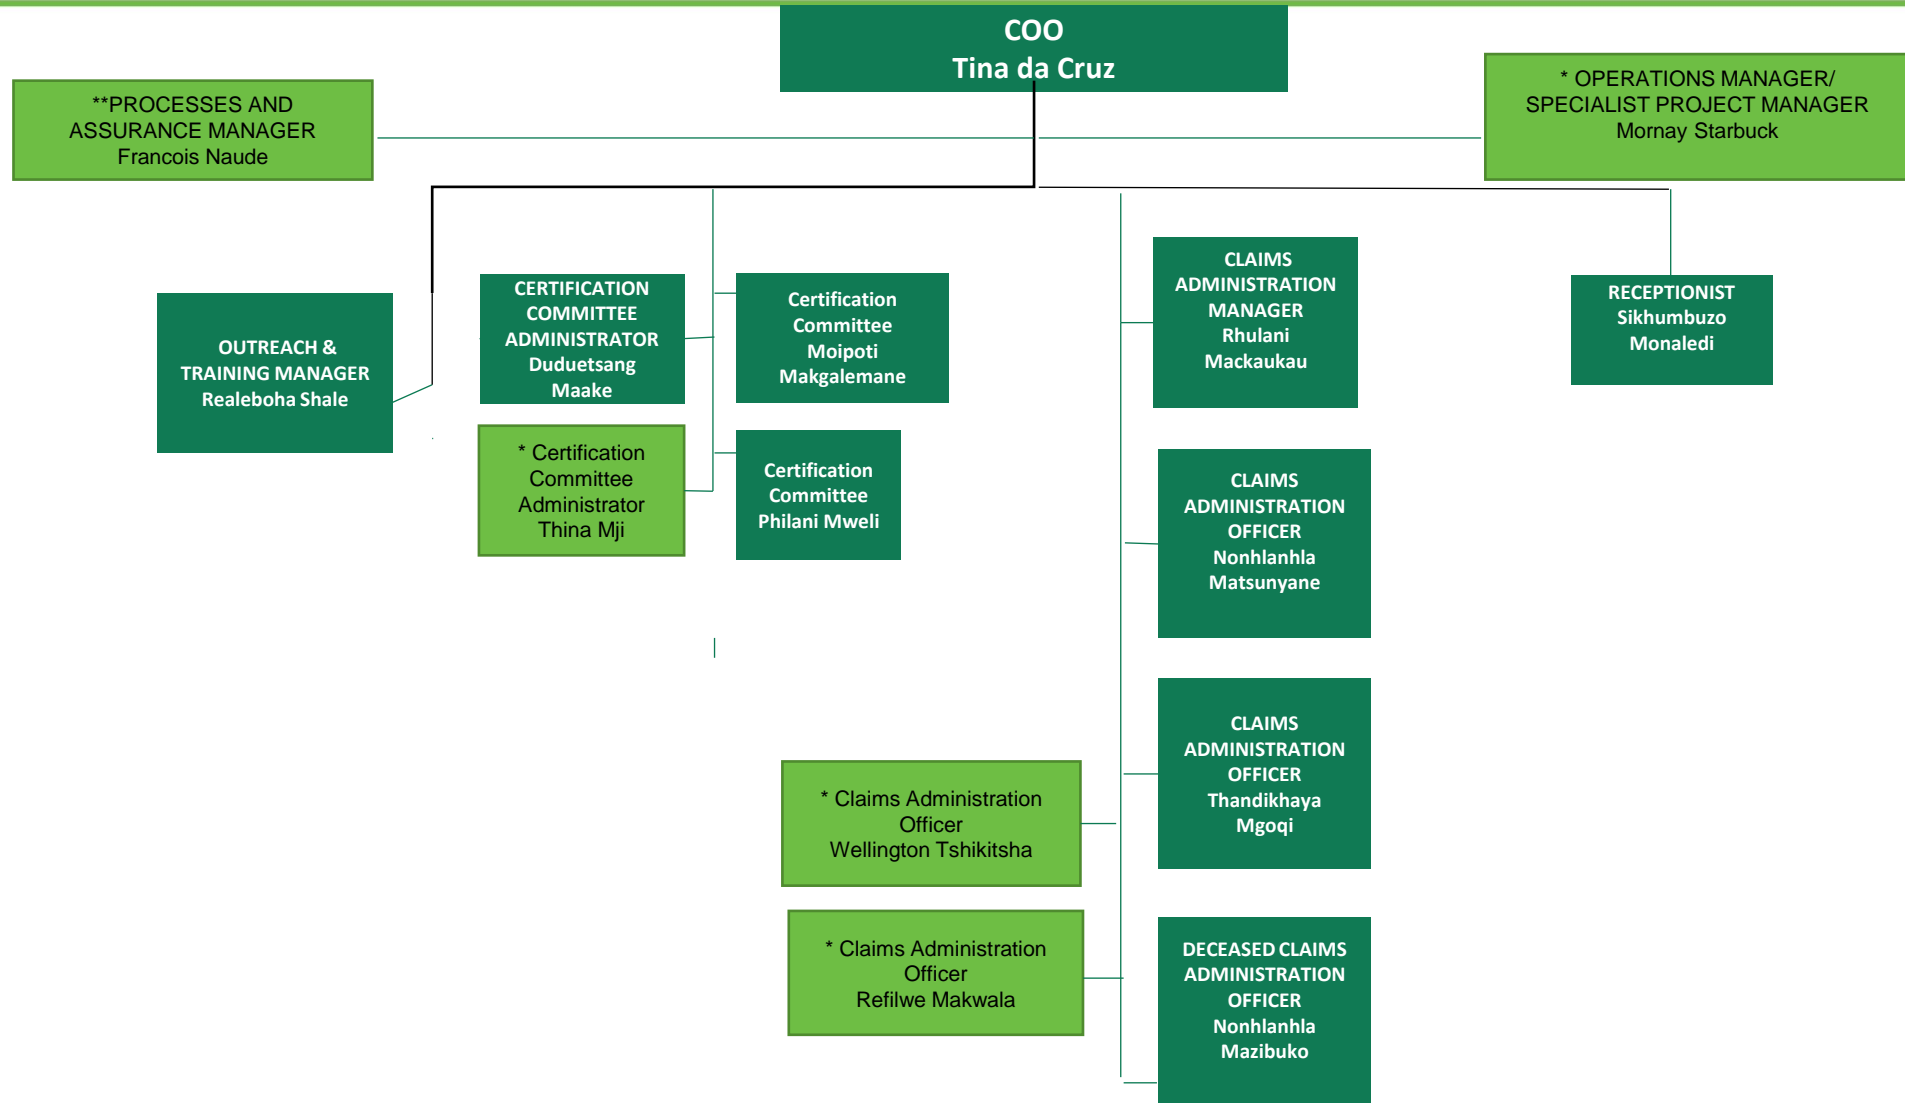 COO
Tina da Cruz
**PROCESSES AND
ASSURANCE MANAGER
Francois Naude
* OPERATIONS MANAGER/
SPECIALIST PROJECT MANAGER
Mornay Starbuck
OUTREACH &
TRAINING MANAGER
Realeboha Shale
CERTIFICATION
COMMITTEE
ADMINISTRATOR
Duduetsang
Maake
Certification
Committee
Moipoti
Makgalemane
* Certification
Committee
Administrator
Thina Mji
Certification
Committee
Philani Mweli
CLAIMS
ADMINISTRATION
MANAGER
Rhulani
Mackaukau
RECEPTIONIST
Sikhumbuzo
Monaledi
CLAIMS
ADMINISTRATION
OFFICER
Nonhlanhla
Matsunyane
CLAIMS
ADMINISTRATION
OFFICER
Thandikhaya
Mgoqi
* Claims Administration
Officer
Wellington Tshikitsha
* Claims Administration
Officer
Refilwe Makwala
DECEASED CLAIMS
ADMINISTRATION
OFFICER
Nonhlanhla
Mazibuko